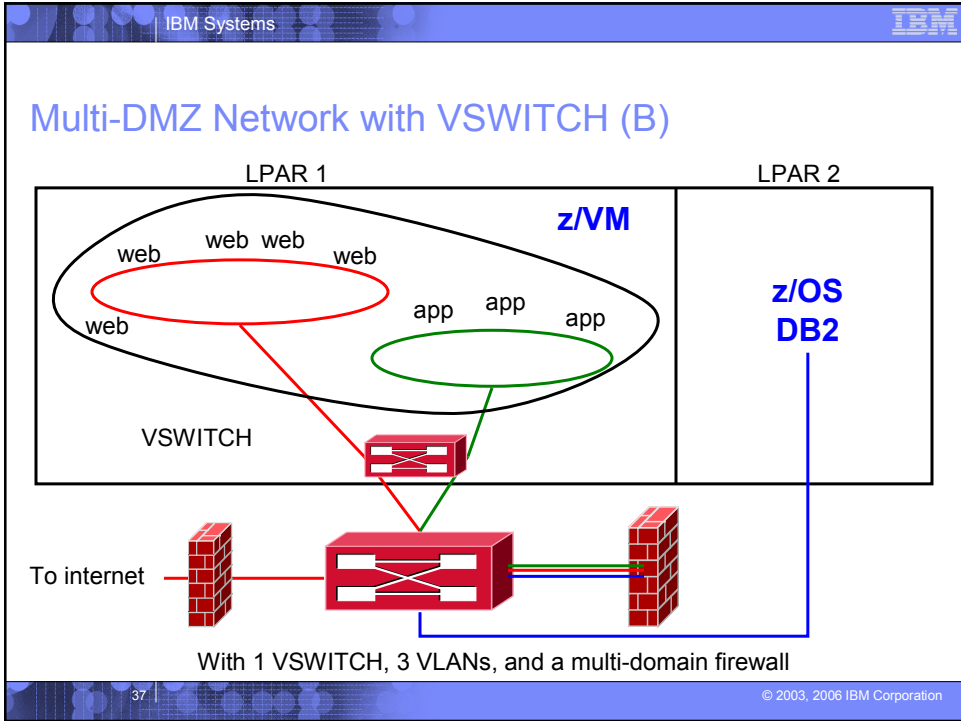 IBM Systems
IBM
Multi-DMZ Network with VSWITCH (B)
LPAR 1
LPAR 2
z/VM
web
web web
web
web
app
app
app
z/OS
DB2
VSWITCH
To internet
With 1 VSWITCH, 3 VLANs, and a multi-domain firewall
37
© 2003, 2006 IBM Corporation